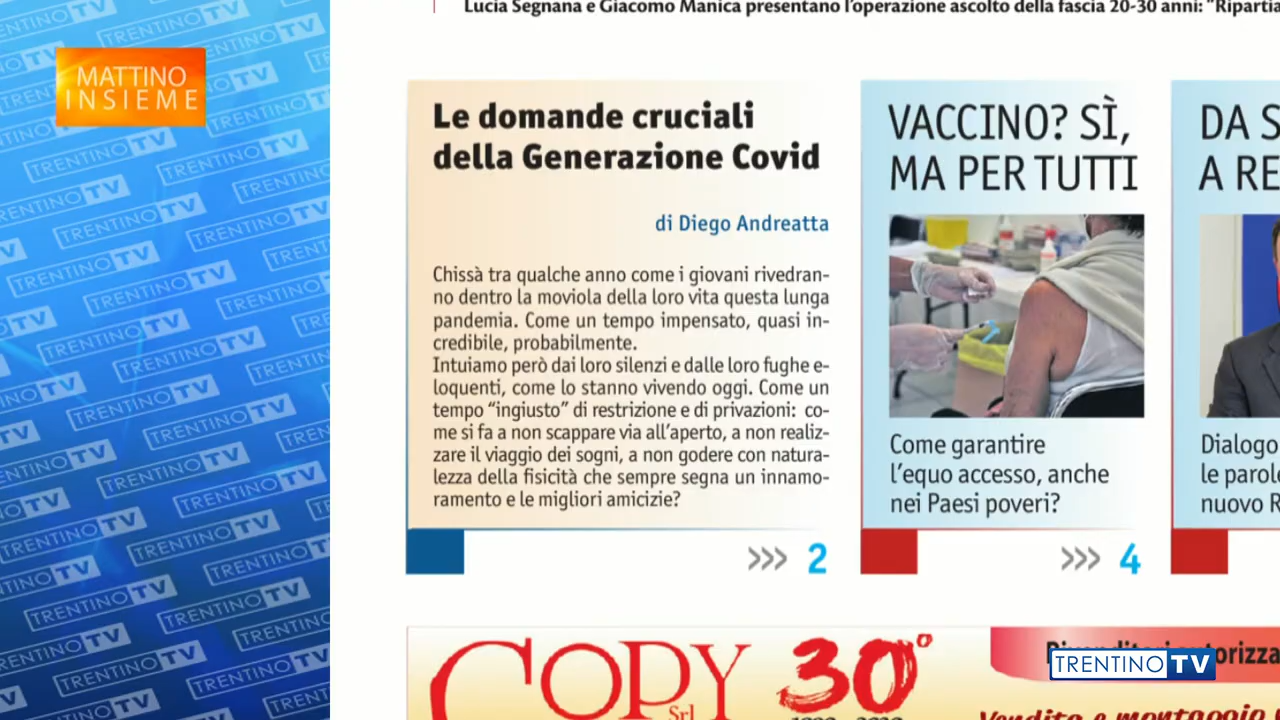 Lucia Segnana e Giacomo Manica presentano l'operazione ascolto della fascia 20-30 anni:
MATTINO
INSIEME
Le domande cruciali
della Generazione Covid
di Diego Andreatta
Chissà tra qualche anno come i giovani rivedran-
no dentro la moviola della loro vita questa lunga
pandemia. Come un tempo impensato, quasi in-
credibile, probabilmente.
Intuiamo però dai loro silenzi e dalle loro fughe e-
loquenti, come lo stanno vivendo oggi. Come un
tempo "ingiusto" di restrizione e di privazioni: co-
me si fa a non scappare via all'aperto, a non realiz-
zare il viaggio dei sogni, a non godere con natura-
lezza della fisicità che sempre segna un innamo-
ramento e le migliori amicizie?
>>> 2
VACCINO? SÌ,
MA PER TUTTI
Come garantire
l'equo accesso, anche
nei Paesi poveri?
>>> 4
DA S
A RE
Dialogo
le parole
nuovo R
COPY
Srl
30°
TRENTINO TV
Vendita e montaggio